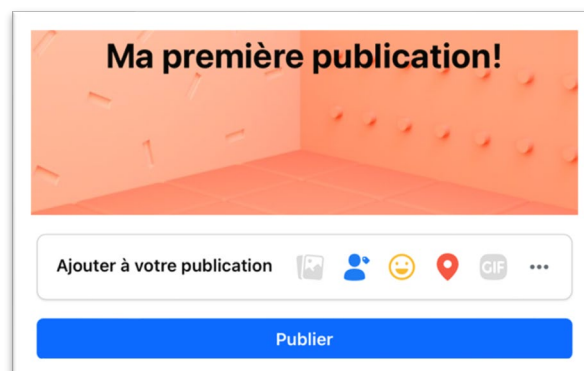 Ma première publication!
Ajouter à votre publication
GIF
Publier